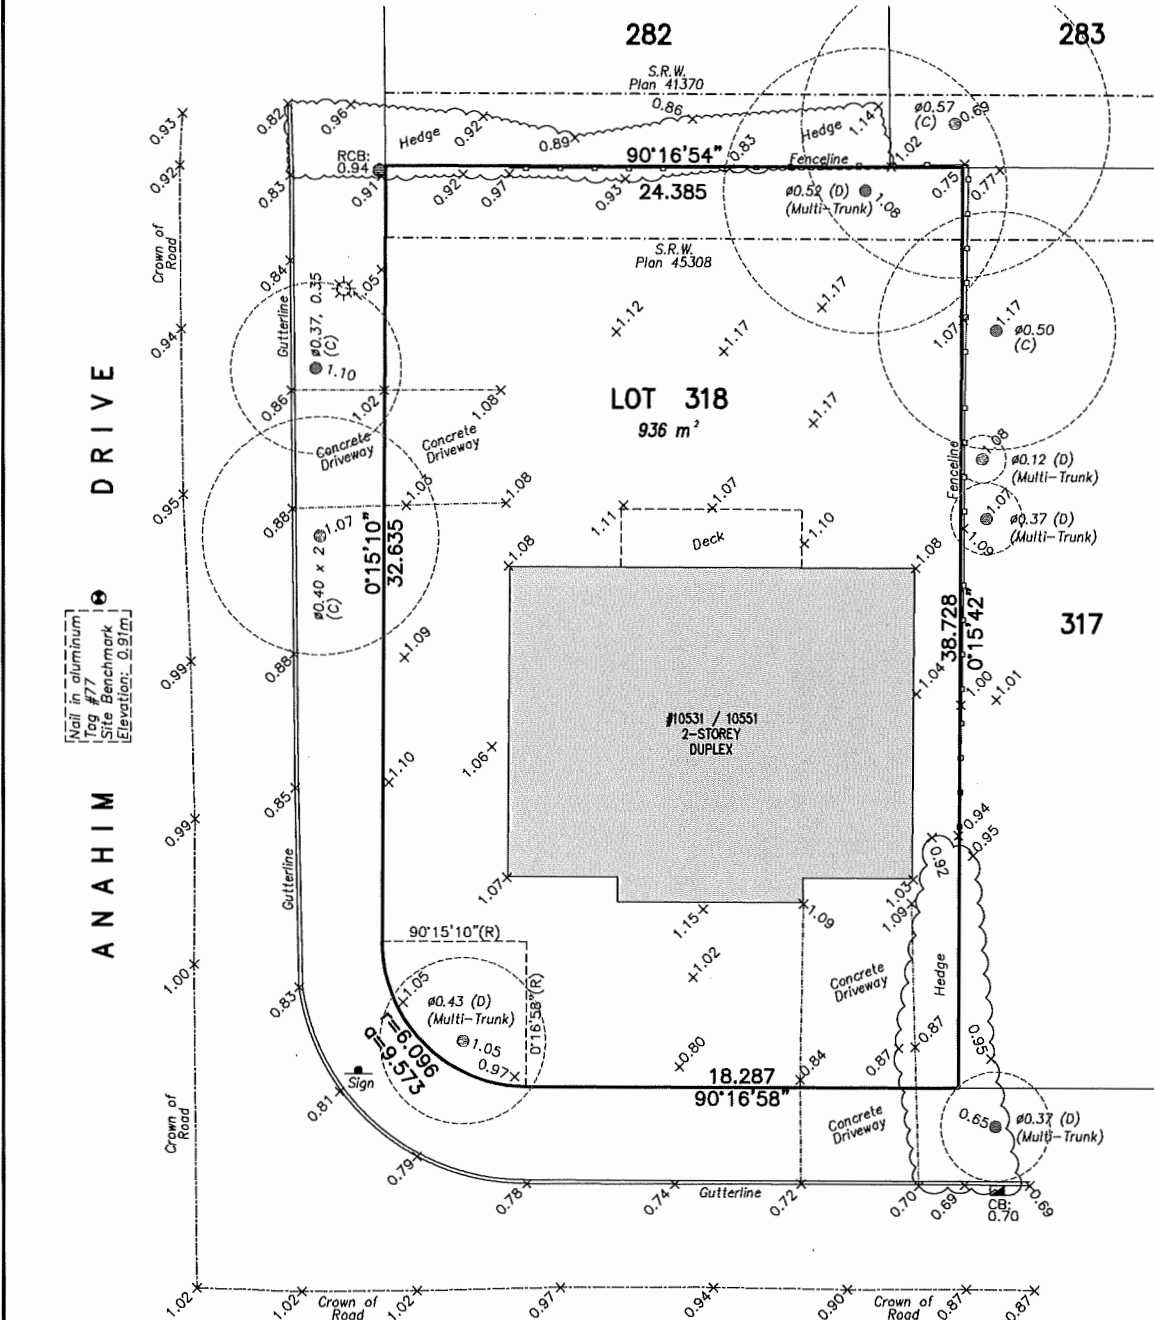 282
283
S.R.W.
Plan 41370
0.86
0.82
0.96
Hedge
0.92
0.89
Hedge
1.14
ø0.57
(C)
0.69
0.93
0.92
RCB:
0.94
90°16'54"
0.83
Fenceline
1.02
0.83
0.91
0.92
0.97
0.93
24.385
ø0.52 (D)
(Multi-Trunk)
1.08
0.75
0.77
Crown of
Road
S.R.W.
Plan 45308
0.84
1.05
Gutterline
ø0.37, 0.35
(C)
1.10
1.12
1.17
1.17
1.07
1.17
ø0.50
(C)
0.94
0.86
1.02
1.08
LOT 318
936 m²
1.17
Concrete
Driveway
Concrete
Driveway
Fenceline
1.08
ø0.12 (D)
(Multi-Trunk)
0.95
0.88
1.03
1.08
1.11
1.07
1.10
Deck
1.07
ø0.37 (D)
(Multi-Trunk)
1.09
1.07
ø0.40 x 2
(C)
0°15'10"
32.635
1.08
1.08
ANAHIM DRIVE
Nail in aluminum
Tag #77
Site Benchmark
Elevation: 0.91m
38.728
0°15'42"
317
0.99
0.88
1.09
1.04
1.00
1.01
#10531 / 10551
2-STOREY
DUPLEX
1.06
0.99
0.85
1.10
0.94
0.95
0.92
Gutterline
1.07
1.15
1.09
1.03
1.09
90°15'10"(R)
1.00
0.83
1.05
ø0.43 (D)
(Multi-Trunk)
1.05
0.97
0°16'58"(R)
1.02
Concrete
Driveway
Hedge
r=6.096
a=9.573
Sign
0.81
0.80
0.84
0.87
0.87
0.95
18.287
90°16'58"
Crown of
Road
Concrete
Driveway
0.65
ø0.37 (D)
(Multi-Trunk)
0.79
0.78
0.74
Gutterline
0.72
0.70
0.69
CB:
0.70
0.69
1.02
1.02
Crown of
Road
1.02
0.97
0.94
0.90
Crown of
Road
0.87
0.87